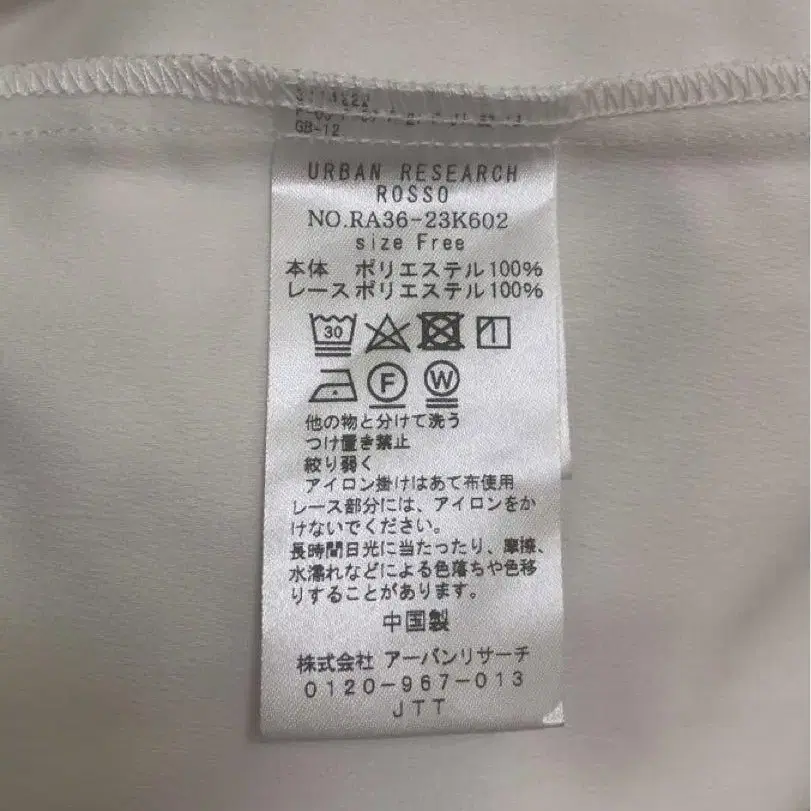 GB-12
URBAN RESEARCH
ROSSO
NO.RA36-23K602
size Free
本体 ポリエステル100%
レースポリエステル100%
30
F W
他の物と分けて洗う
つけ置き禁止
絞り弱く
アイロン掛けはあて布使用
レース部分には、アイロンをか
けないでください。
長時間日光に当たったり、摩擦、
水濡れなどによる色落ちや色移
りすることがあります。
中国製
株式会社 アーバンリサーチ
0120-967-013
JTT